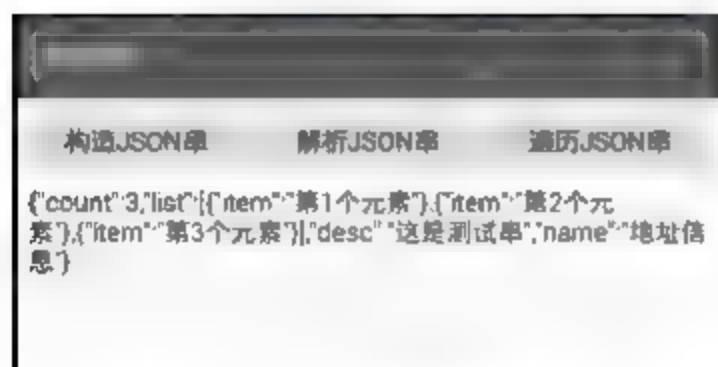 构造JSON串 解析JSON串 遍历JSON串
{"count":3,"list":[{"item":"第1个元素"},{"item":"第2个元
素"},{"item":"第3个元素"}],"desc":"这是测试串","name":"地址信
息"}